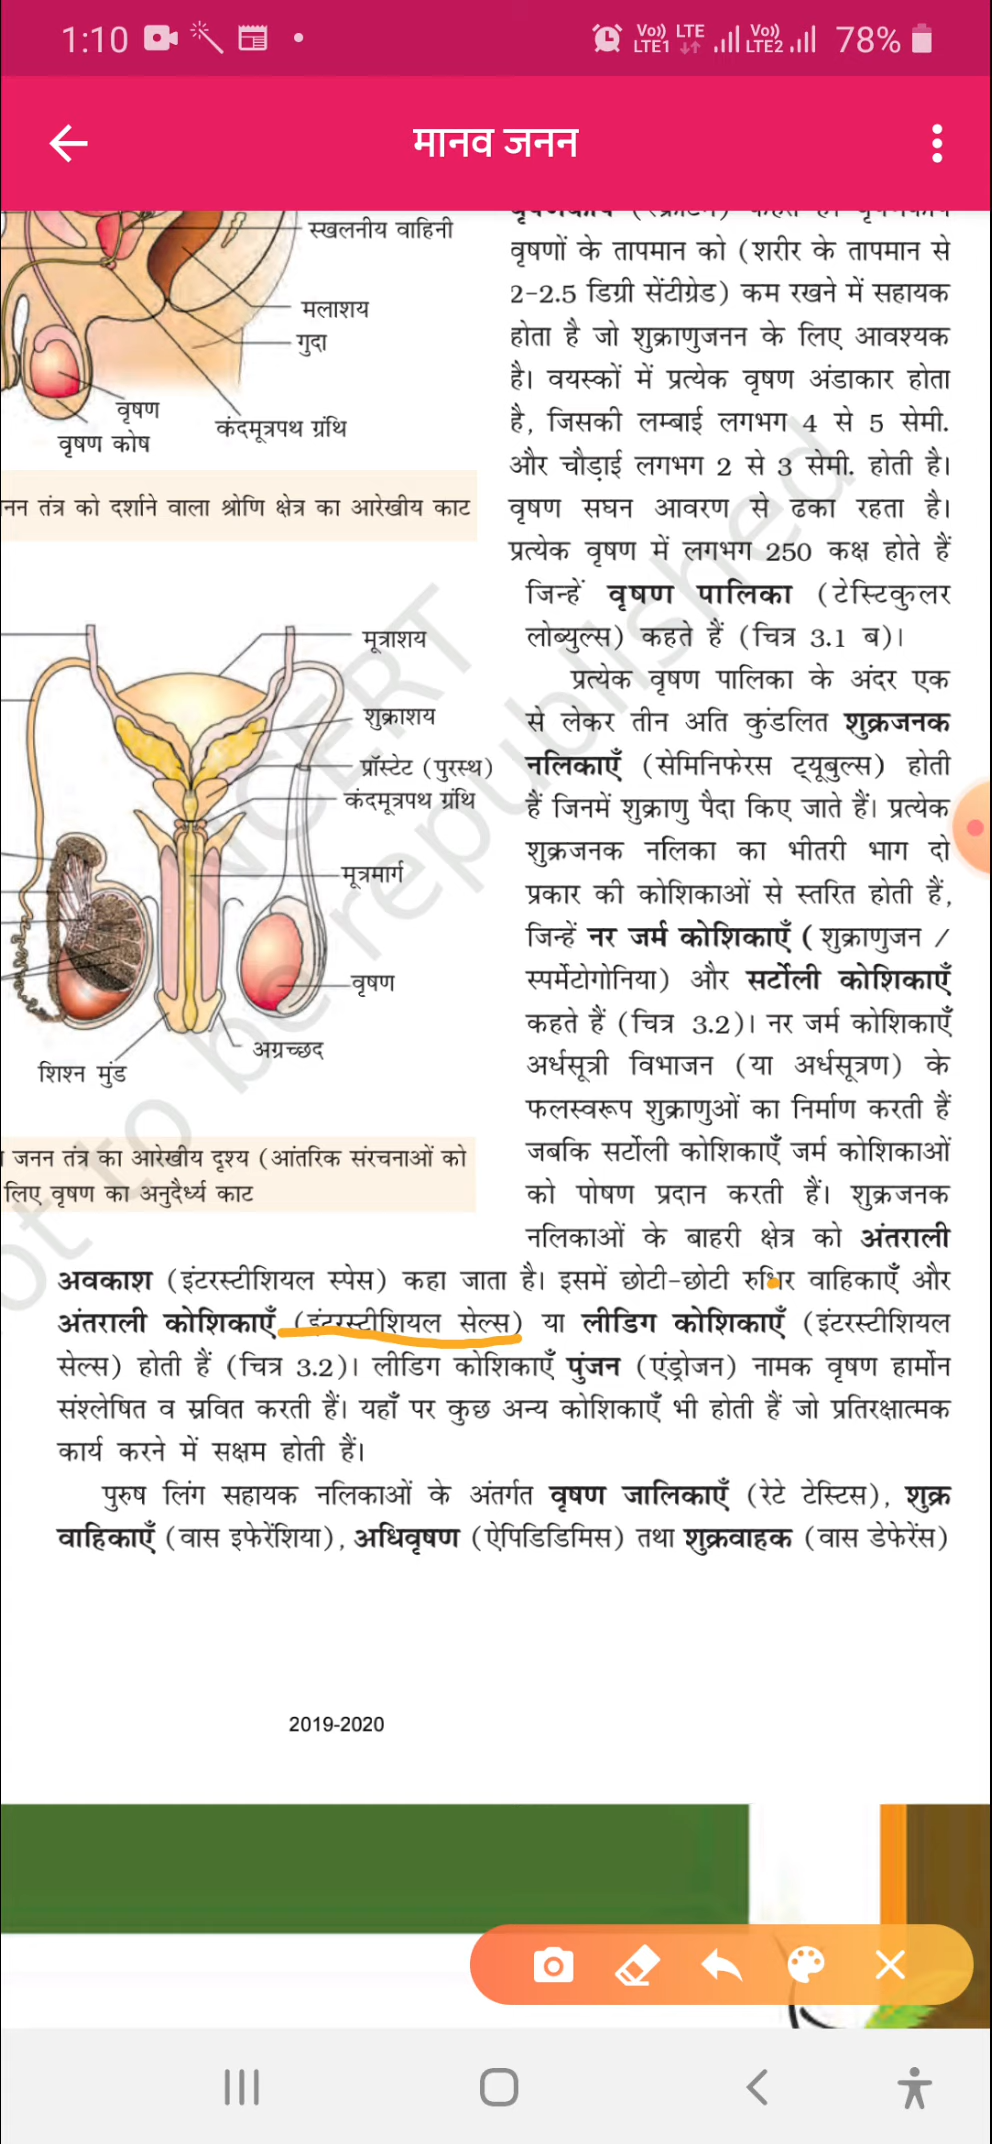 1:10
Vo)) LTE
LTE1
Vo))
LTE2
78%
मानव जनन
स्खलनीय वाहिनी
मलाशय
गुदा
वृषण
वृषण कोष
कंदमूत्रपथ ग्रंथि
नन तंत्र को दर्शाने वाला श्रोणि क्षेत्र का आरेखीय काट
मूत्राशय
शुक्राशय
प्रॉस्टेट (पुरस्थ)
कंदमूत्रपथ ग्रंथि
मूत्रमार्ग
वृषण
अग्रच्छद
शिश्न मुंड
जनन तंत्र का आरेखीय दृश्य (आंतरिक संरचनाओं को
लिए वृषण का अनुदैर्ध्य काट
वृषणों के तापमान को (शरीर के तापमान से
2-2.5 डिग्री सेंटीग्रेड) कम रखने में सहायक
होता है जो शुक्राणुजनन के लिए आवश्यक
है। वयस्कों में प्रत्येक वृषण अंडाकार होता
है, जिसकी लम्बाई लगभग 4 से 5 सेमी.
और चौड़ाई लगभग 2 से 3 सेमी. होती है।
वृषण सघन आवरण से ढका रहता है।
प्रत्येक वृषण में लगभग 250 कक्ष होते हैं
जिन्हें वृषण पालिका (टेस्टिकुलर
लोब्युल्स) कहते हैं (चित्र 3.1 ब)।
प्रत्येक वृषण पालिका के अंदर एक
से लेकर तीन अति कुंडलित शुक्रजनक
नलिकाएँ (सेमिनिफेरस ट्यूबुल्स) होती
हैं जिनमें शुक्राणु पैदा किए जाते हैं। प्रत्येक
शुक्रजनक नलिका का भीतरी भाग दो
प्रकार की कोशिकाओं से स्तरित होती हैं,
जिन्हें नर जर्म कोशिकाएँ ( शुक्राणुजन /
स्पर्मेटोगोनिया) और सर्टोली कोशिकाएँ
कहते हैं (चित्र 3.2)। नर जर्म कोशिकाएँ
अर्धसूत्री विभाजन (या अर्धसूत्रण) के
फलस्वरूप शुक्राणुओं का निर्माण करती हैं
जबकि सर्टोली कोशिकाएँ जर्म कोशिकाओं
को पोषण प्रदान करती हैं। शुक्रजनक
नलिकाओं के बाहरी क्षेत्र को अंतराली
अवकाश (इंटरस्टीशियल स्पेस) कहा जाता है। इसमें छोटी-छोटी रुधिर वाहिकाएँ और
अंतराली कोशिकाएँ (इंटरस्टीशियल सेल्स) या लीडिग कोशिकाएँ (इंटरस्टीशियल
सेल्स) होती हैं (चित्र 3.2)। लीडिग कोशिकाएँ पुंजन (एंड्रोजन) नामक वृषण हार्मोन
संश्लेषित व स्रवित करती हैं। यहाँ पर कुछ अन्य कोशिकाएँ भी होती हैं जो प्रतिरक्षात्मक
कार्य करने में सक्षम होती हैं।
पुरुष लिंग सहायक नलिकाओं के अंतर्गत वृषण जालिकाएँ (रेटे टेस्टिस), शुक्र
वाहिकाएँ (वास इफेरेंशिया), अधिवृषण (ऐपिडिडिमिस) तथा शुक्रवाहक (वास डेफेरेंस)
NCERT
not to be republished
2019-2020